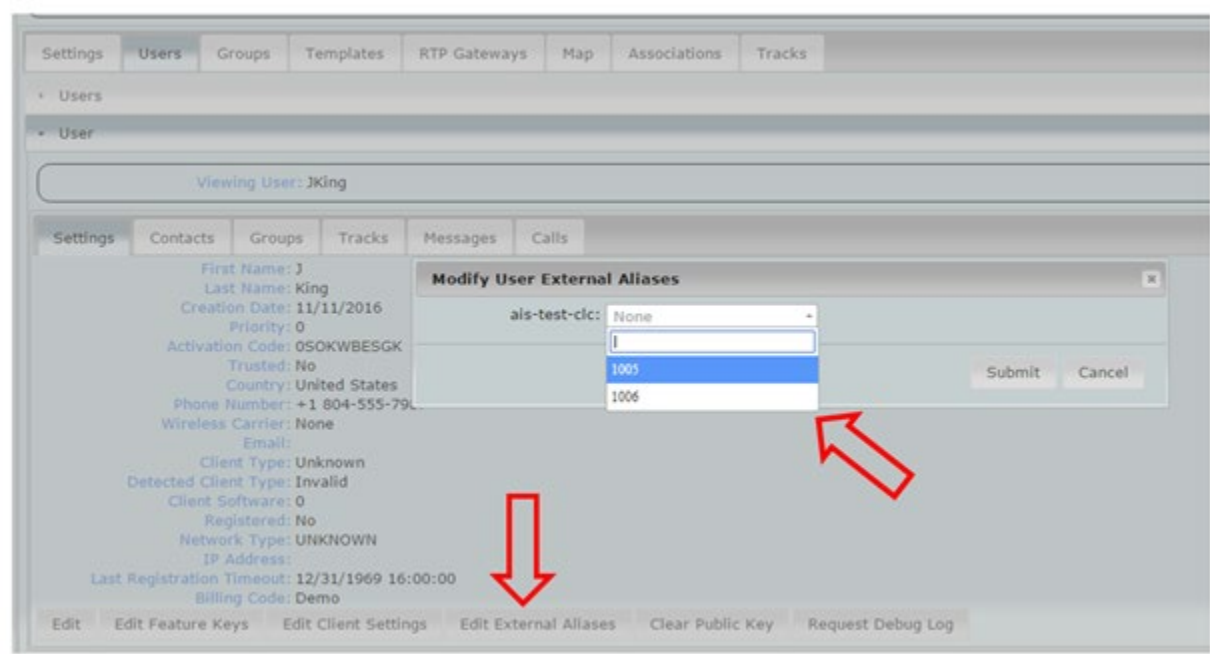 Settings Users Groups Templates RTP Gateways Map Associations Tracks
Users
User
Viewing User: JKing
Settings Contacts Groups Tracks Messages Calls
First Name: J
Last Name: King
Creation Date: 11/11/2016
Priority: 0
Activation Code: 0SOKWBESGK
Trusted: No
Country: United States
Phone Number: +1 804-555-79
Wireless Carrier: None
Email:
Client Type: Unknown
Detected Client Type: Invalid
Client Software: 0
Registered: No
Network Type: UNKNOWN
IP Address:
Last Registration Timeout: 12/31/1969 16:00:00
Billing Code: Demo
Modify User External Aliases x
ais-test-clc: None
1005
1006
Submit Cancel
Edit Edit Feature Keys Edit Client Settings Edit External Aliases Clear Public Key Request Debug Log